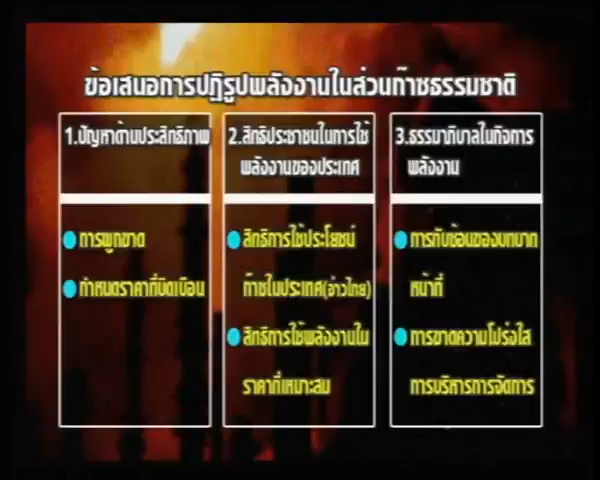 ข้อเสนอการปฏิรูปพลังงานในส่วนก๊าซธรรมชาติ
1.ปัญหาด้านประสิทธิภาพ
การผูกขาด
กำหนดราคาที่บิดเบือน
2.สิทธิประชาชนในการใช้
พลังงานของประเทศ
สิทธิการใช้ประโยชน์
ก๊าซในประเทศ(อ่าวไทย)
สิทธิการใช้พลังงานใน
ราคาที่เหมาะสม
3.ธรรมาภิบาลในกิจการ
พลังงาน
การทับซ้อนของบทบาท
หน้าที่
การขาดความโปร่งใส
การบริหารการจัดการ